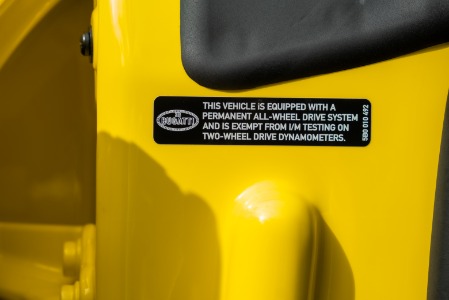 BUGATTI
THIS VEHICLE IS EQUIPPED WITH A
PERMANENT ALL-WHEEL DRIVE SYSTEM
AND IS EXEMPT FROM I/M TESTING ON
TWO-WHEEL DRIVE DYNAMOMETERS.
5B0 010 492